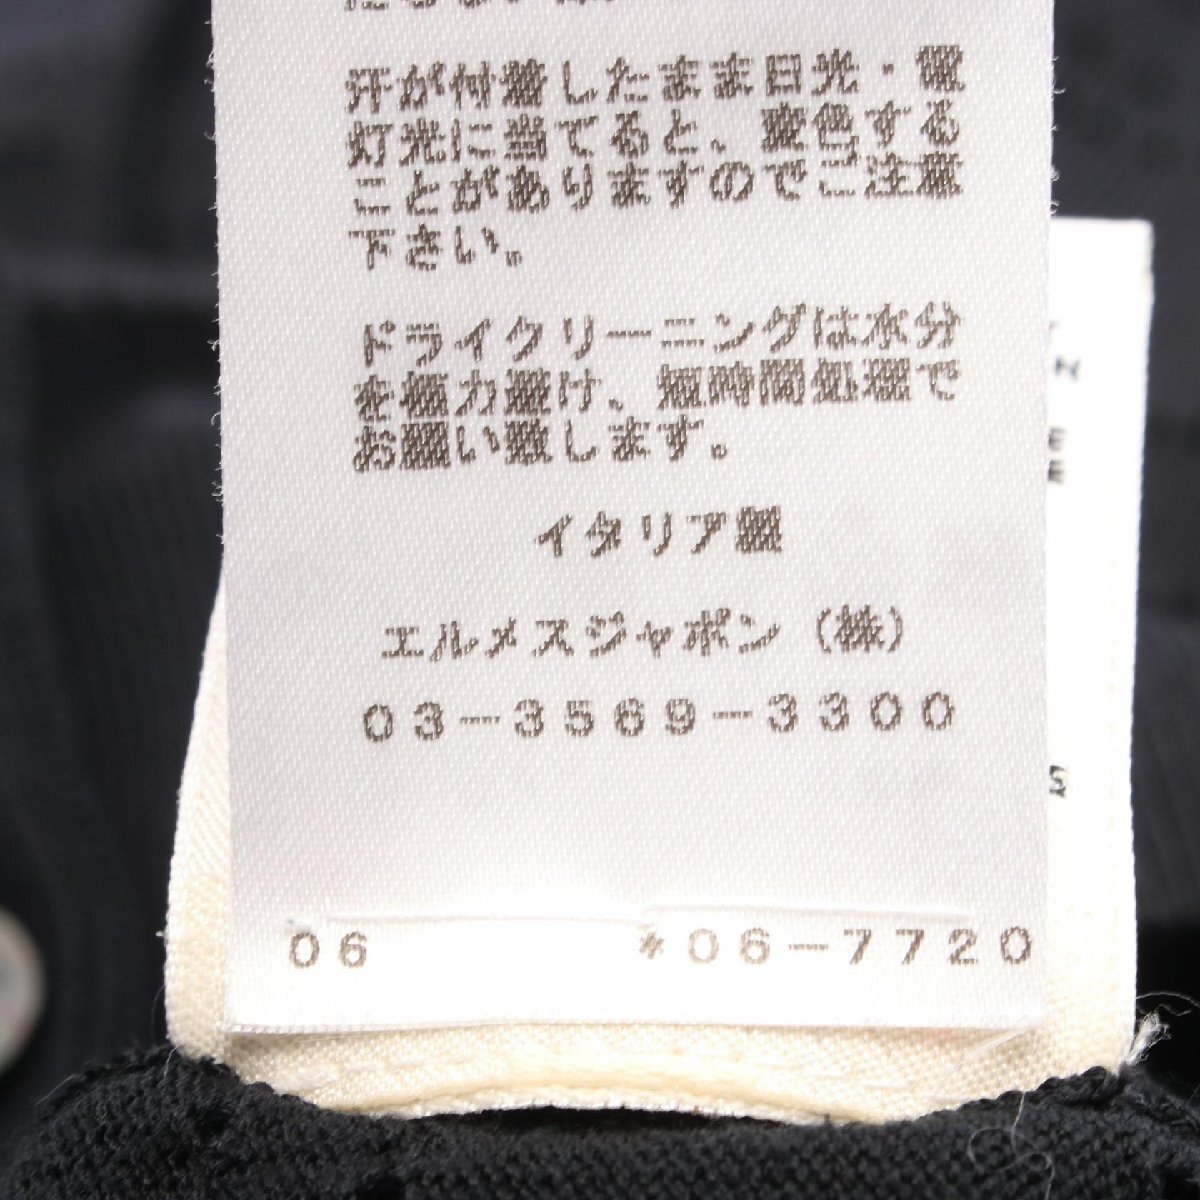 汗が付着したまま日光・電
灯光に当てると、変色する
ことがありますのでご注意
下さい。
ドライクリーニングは水分
を極力避け、短時間処理で
お願い致します。
イタリア製
エルメスジャポン（株）
03-3569-3300
06 *06-7720
N
S